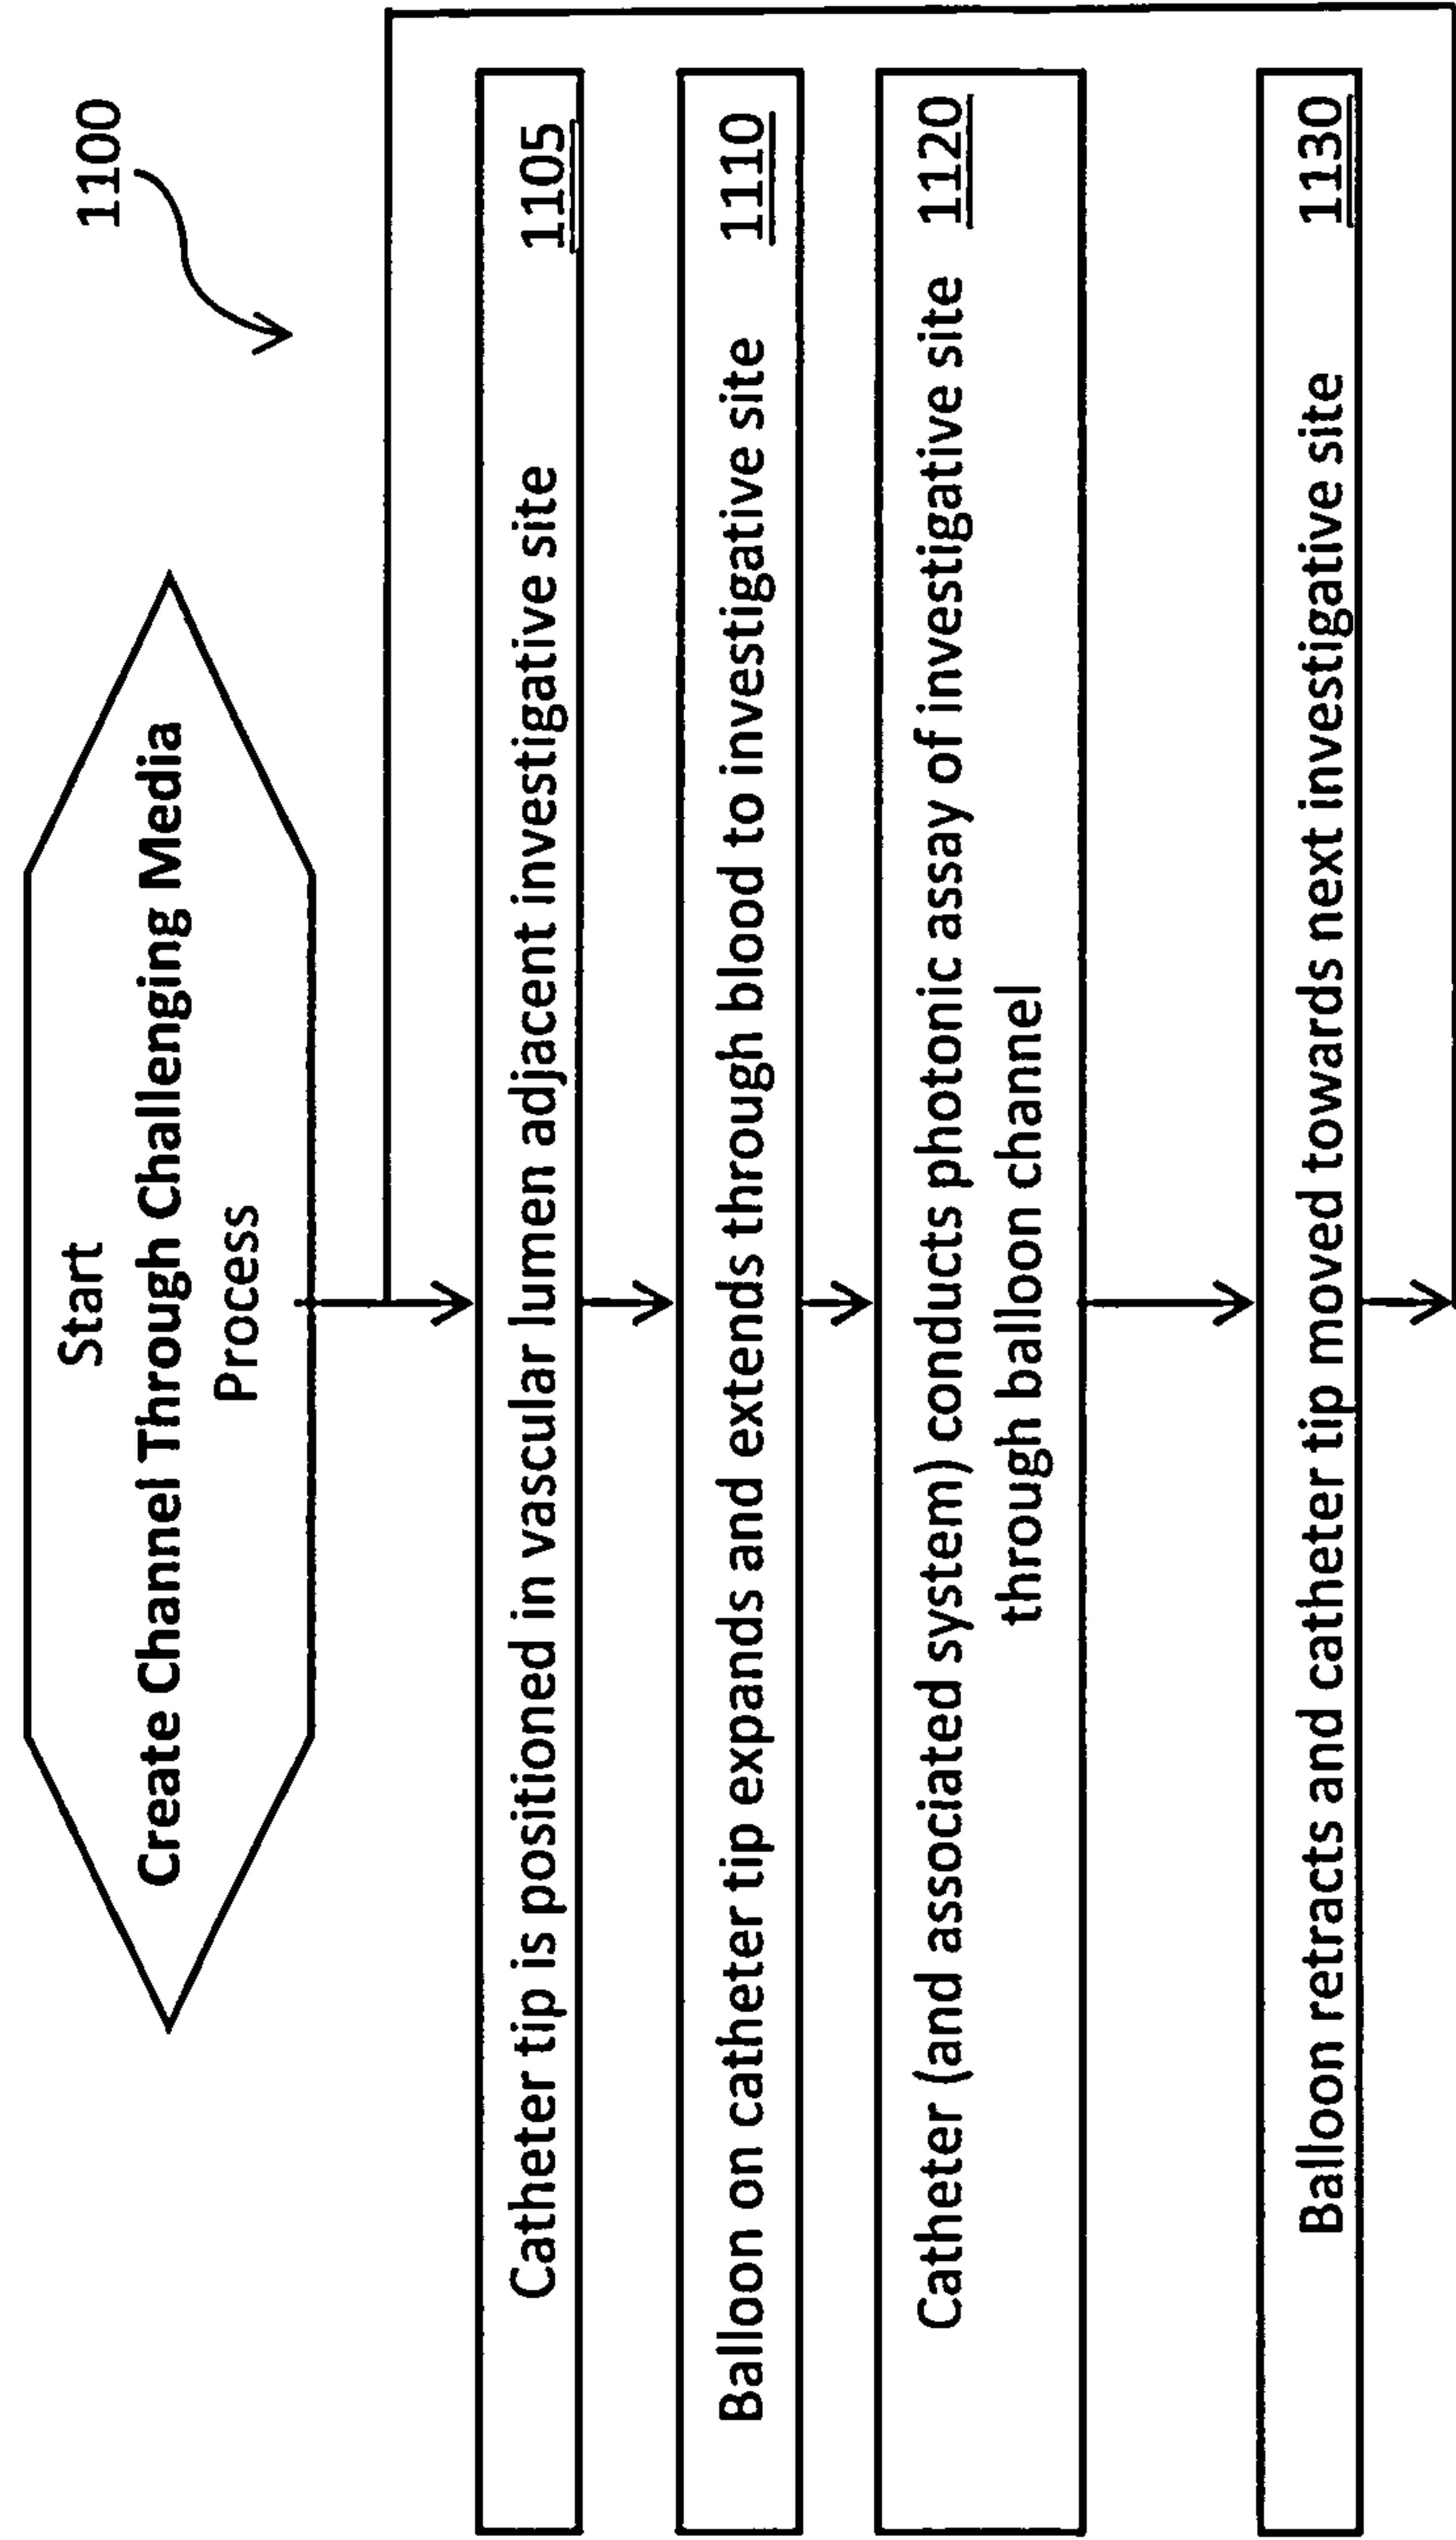 1100
Start
Create Channel Through Challenging Media
Process
Catheter tip is positioned in vascular lumen adjacent investigative site 1105
Balloon on catheter tip expands and extends through blood to investigative site 1110
Catheter (and associated system) conducts photonic assay of investigative site 1120
through balloon channel
Balloon retracts and catheter tip moved towards next investigative site 1130